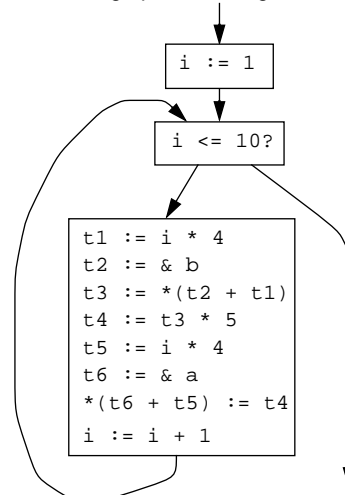 i := 1
i <= 10?
t1 := i * 4
t2 := & b
t3 := *(t2 + t1)
t4 := t3 * 5
t5 := i * 4
t6 := & a
*(t6 + t5) := t4
i := i + 1